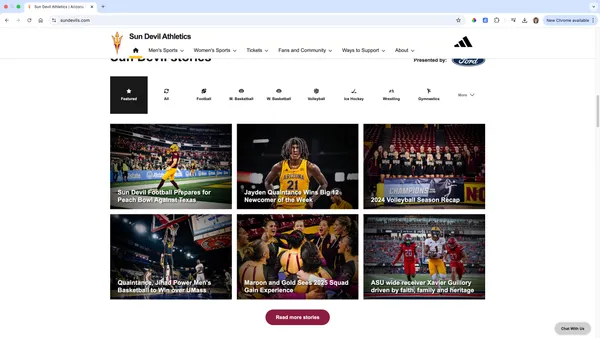 Sun Devil Athletics | Arizona
sundevils.com
New Chrome available
Sun Devil Athletics
Men's Sports
Women's Sports
Tickets
Fans and Community
Ways to Support
About
Sun Devil stories
Presented by:
Ford
Featured
All
Football
M. Basketball
W. Basketball
Volleyball
Ice Hockey
Wrestling
Gymnastics
More
ARIZONA
21
CHAMPIONS
Sun Devil Football Prepares for
Peach Bowl Against Texas
Jayden Quaintance Wins Big 12
Newcomer of the Week
2024 Volleyball Season Recap
Quaintance, Jihad Power Men's
Basketball to Win over UMass
Maroon and Gold Sees 2025 Squad
Gain Experience
ASU wide receiver Xavier Guillory
driven by faith, family and heritage
Read more stories
Chat With Us